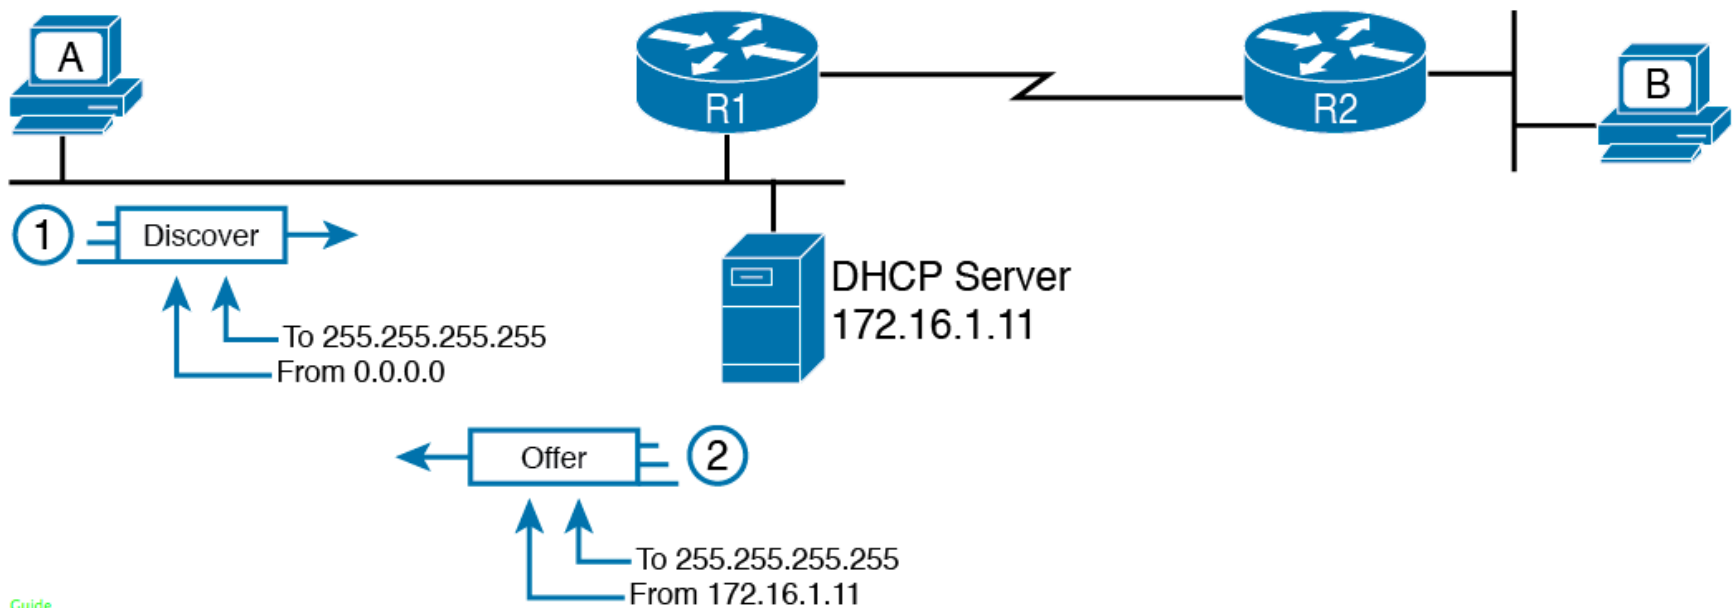 A
R1
R2
B
1
Discover
To 255.255.255.255
From 0.0.0.0
DHCP Server
172.16.1.11
Offer
2
To 255.255.255.255
From 172.16.1.11
Guide